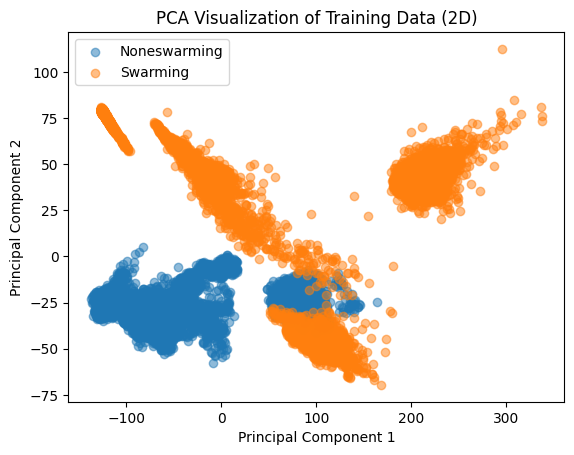 PCA Visualization of Training Data (2D)
Noneswarming
Swarming
100
75
50
25
0
−25
−50
−75
Principal Component 2
−100
0
100
200
300
Principal Component 1